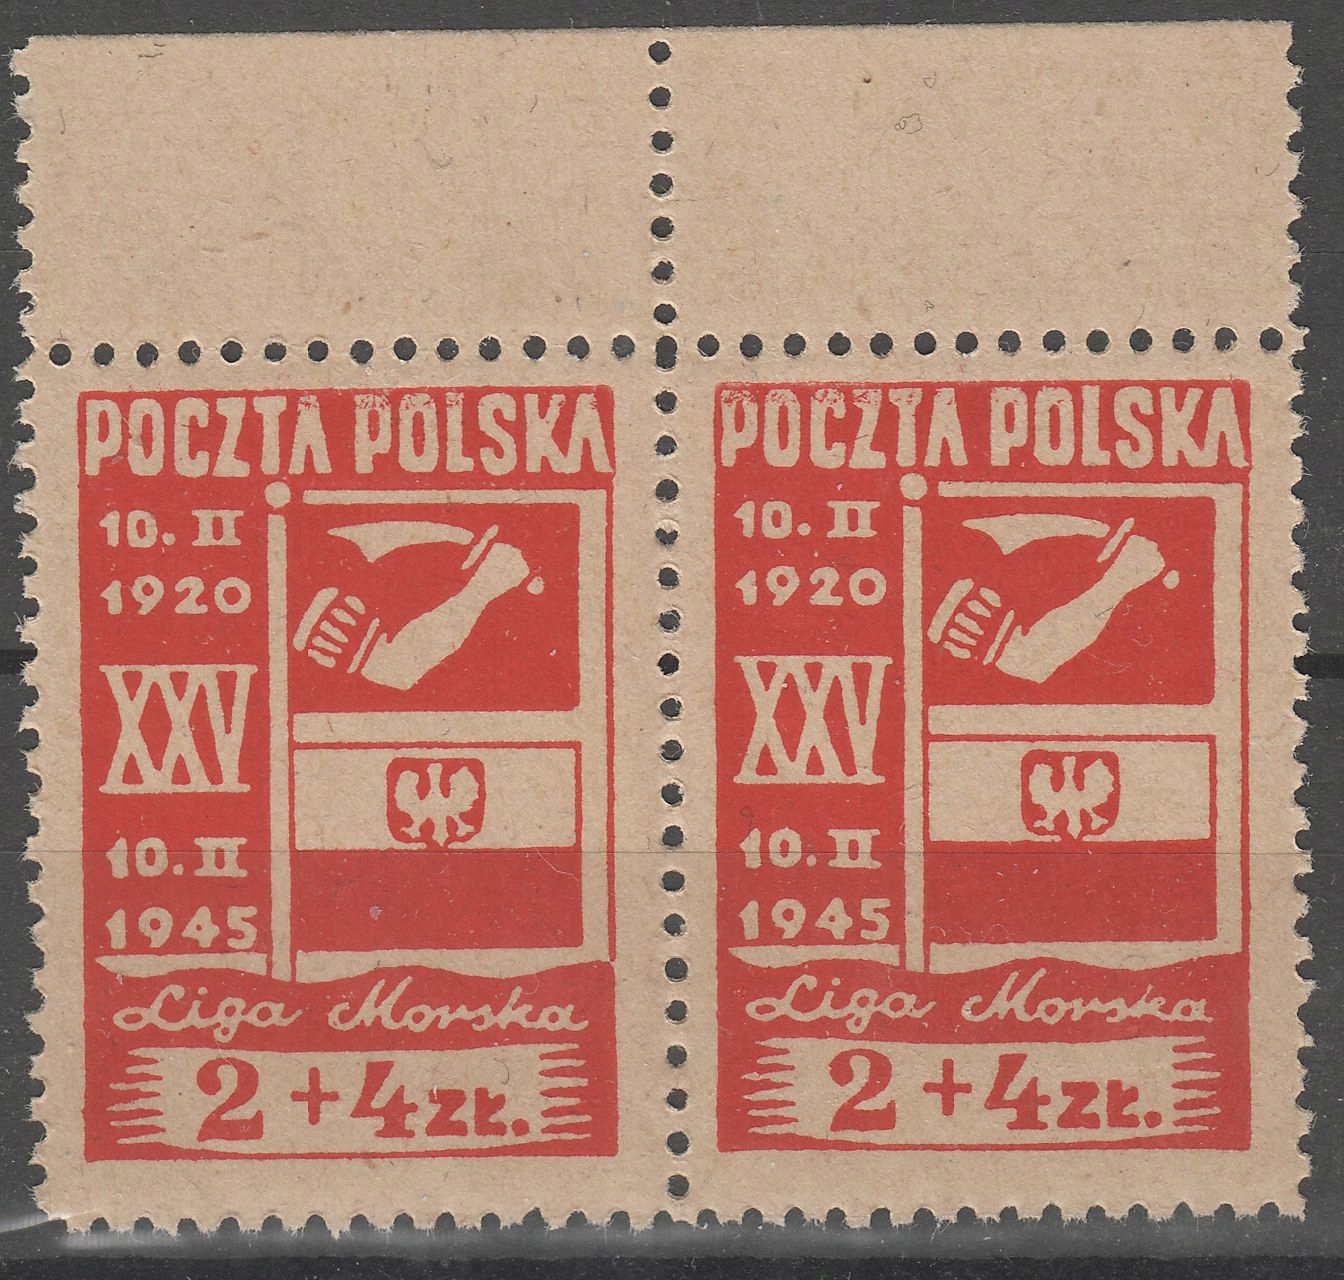 POCZTA POLSKA
10. II
1920
XXV
10. II
1945
Liga Morska
2 + 4 zł.
POCZTA POLSKA
10. II
1920
XXV
10. II
1945
Liga Morska
2 + 4 zł.